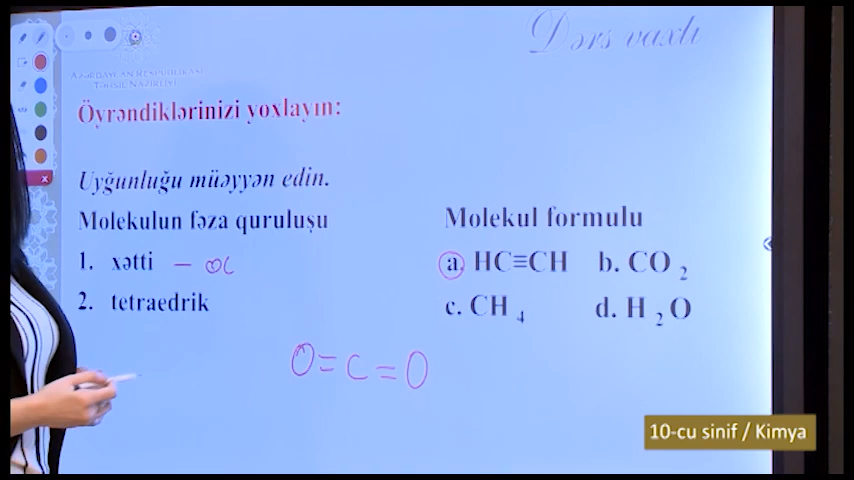 Dərs vaxtı
AZƏRBAYCAN RESPUBLİKASI
TƏHSİL NAZİRLİYİ
Öyrəndiklərinizi yoxlayın:
Uyğunluğu müəyyən edin.
Molekulun fəza quruluşu
1. xətti – a
2. tetraedrik
Molekul formulu
a. HC≡CH b. CO₂
c. CH₄ d. H₂O
O=C=O
10-cu sinif / Kimya